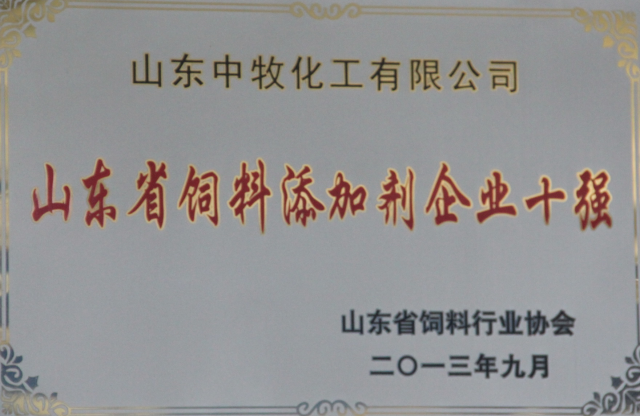 山东中牧化工有限公司
山东省饲料添加剂企业十强
山东省饲料行业协会
二〇一三年九月